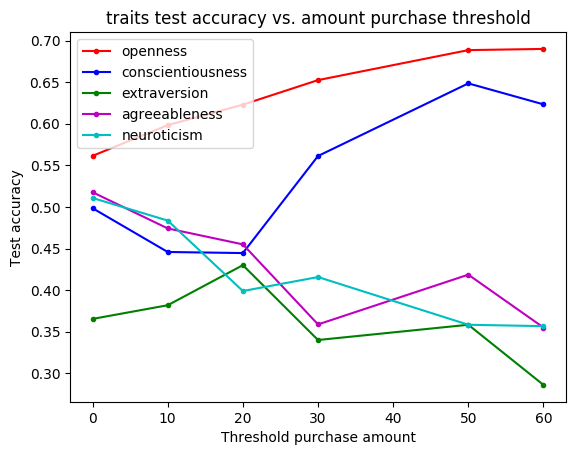 traits test accuracy vs. amount purchase threshold
0.70
0.65
0.60
0.55
0.50
0.45
0.40
0.35
0.30
Test accuracy
openness
conscientiousness
extraversion
agreeableness
neuroticism
0 10 20 30 40 50 60
Threshold purchase amount